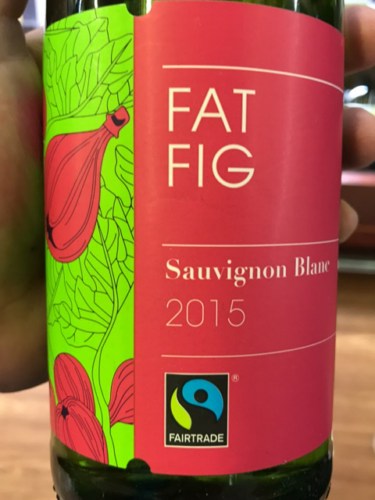 FAT
FIG
Sauvignon Blanc
2015
®
FAIRTRADE